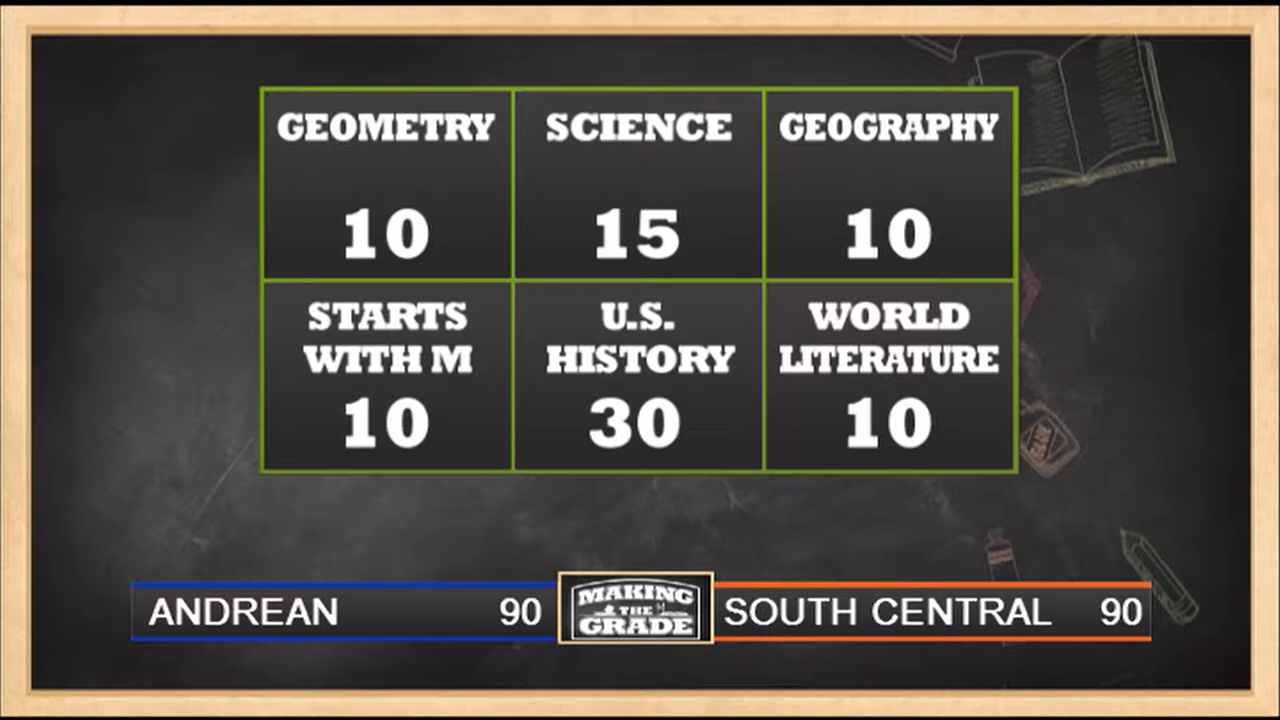 GEOMETRY
SCIENCE
GEOGRAPHY
10
15
10
STARTS
WITH M
10
U.S.
HISTORY
30
WORLD
LITERATURE
10
ANDREAN 90
MAKING
THE
GRADE
SOUTH CENTRAL 90